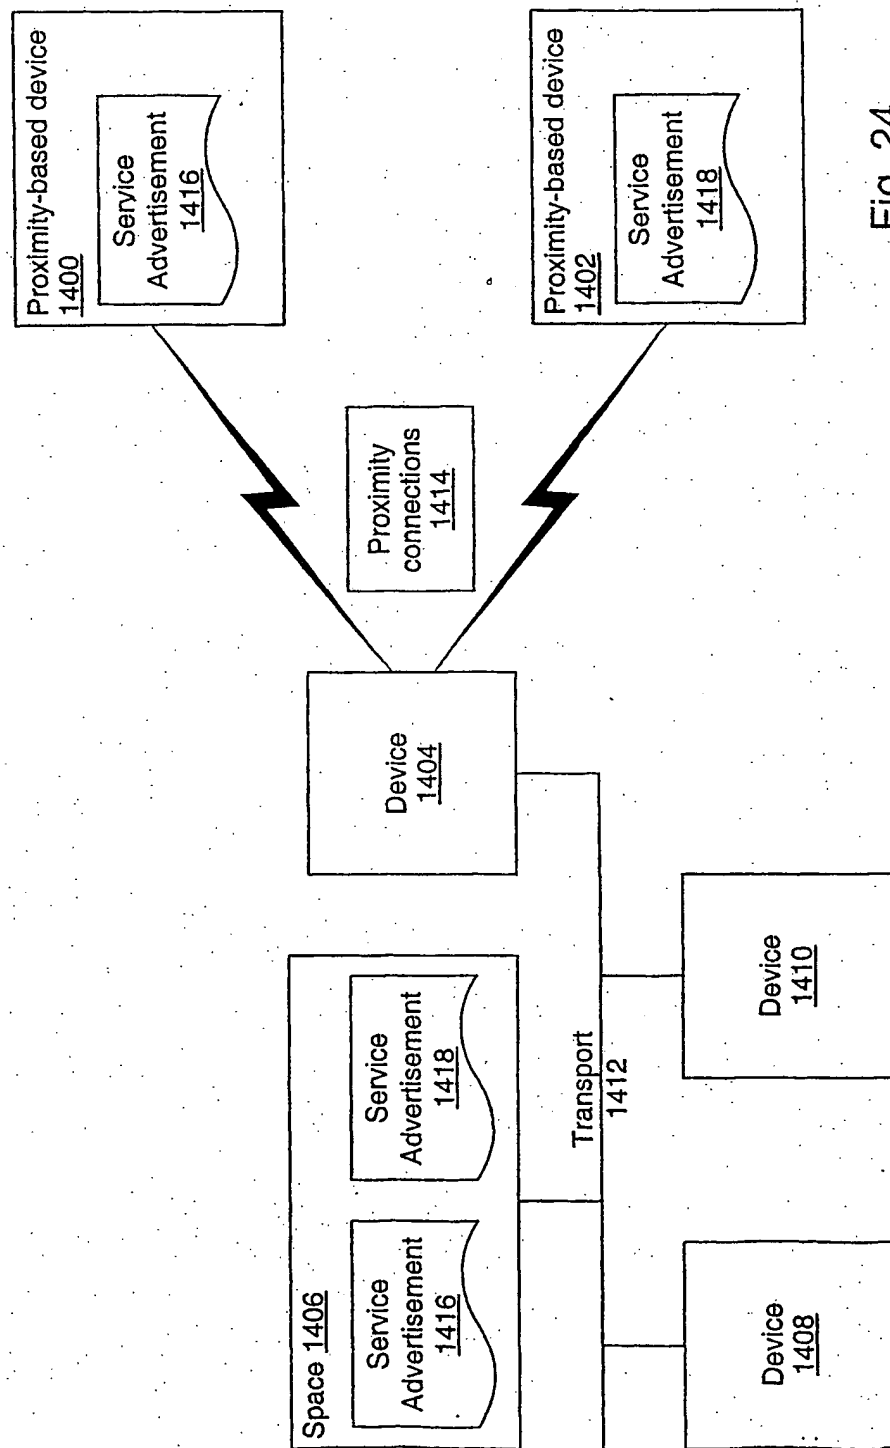 Space 1406
Service
Advertisement
1416
Service
Advertisement
1418
Device
1404
Proximity
connections
1414
Proximity-based device
1400
Service
Advertisement
1416
Proximity-based device
1402
Service
Advertisement
1418
Transport
1412
Device
1408
Device
1410
Fig. 24